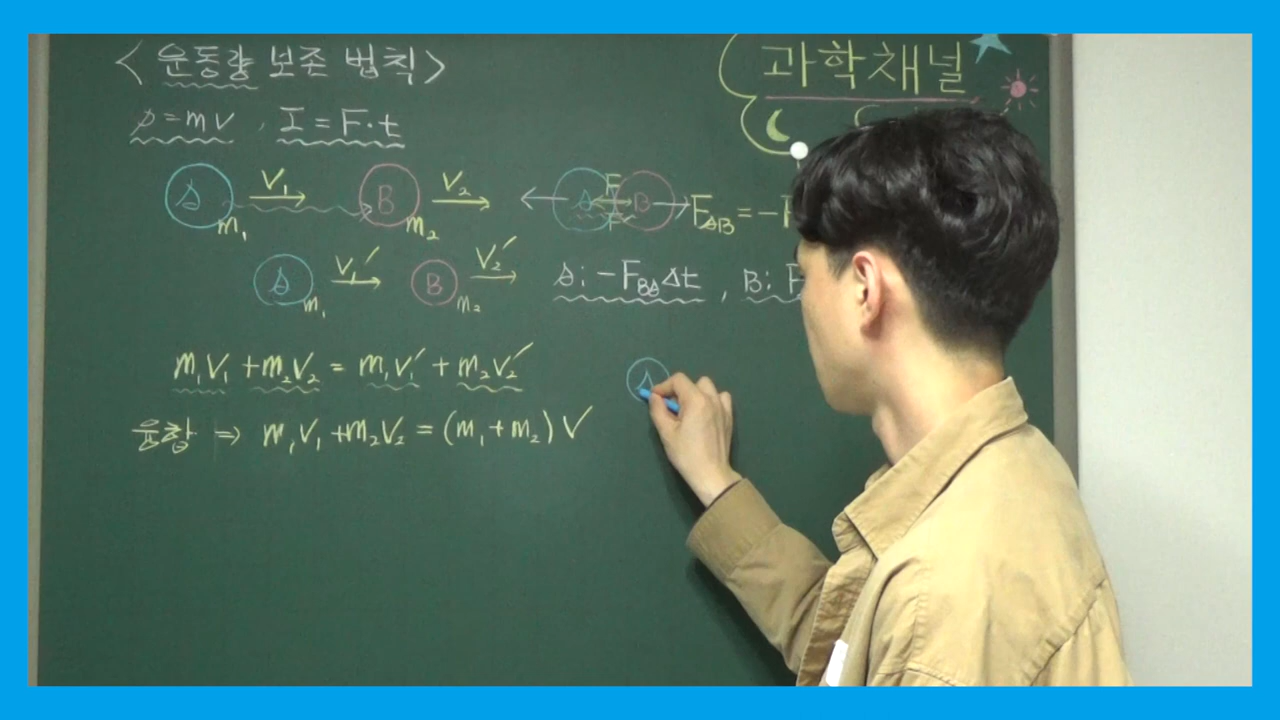 <운동량 보존 법칙>
과학채널
p=mv , I=F·t
A V₁ B V₂ A F B
m₁ m₂ F F_AB=-F
A V₁′ B V₂′ A: -F_BA Δt , B: F
m₁ m₂
m₁V₁+m₂V₂=m₁V₁′+m₂V₂′
A
융합 ⇒ m₁V₁+m₂V₂=(m₁+m₂)V